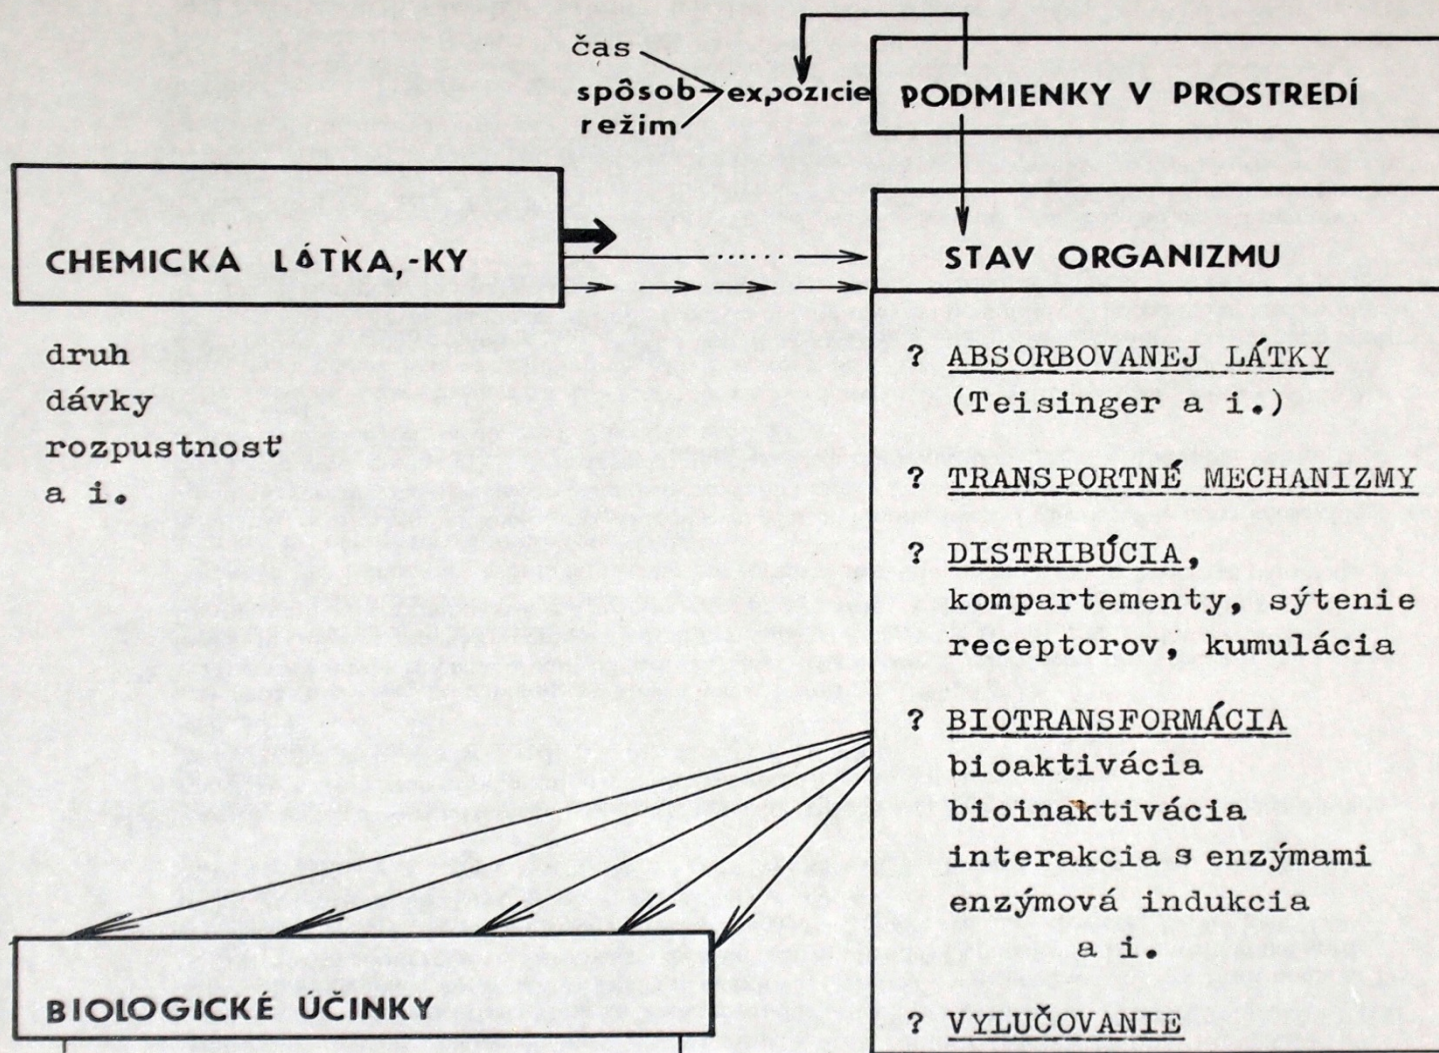 čas
spôsob expozície
režim
PODMIENKY V PROSTREDÍ
CHEMICKA LÁTKA,-KY
druh
dávky
rozpustnosť
a i.
STAV ORGANIZMU
? ABSORBOVANEJ LÁTKY
(Teisinger a i.)
? TRANSPORTNÉ MECHANIZMY
? DISTRIBÚCIA,
kompartementy, sýtenie
receptorov, kumulácia
? BIOTRANSFORMÁCIA
bioaktivácia
bioinaktivácia
interakcia s enzýmami
enzýmová indukcia
a i.
? VYLUČOVANIE
BIOLOGICKÉ ÚČINKY